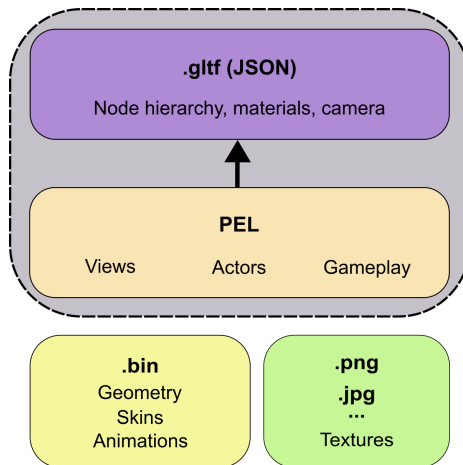 .gltf (JSON)
Node hierarchy, materials, camera
PEL
Views Actors Gameplay
.bin
Geometry
Skins
Animations
.png
.jpg
...
Textures